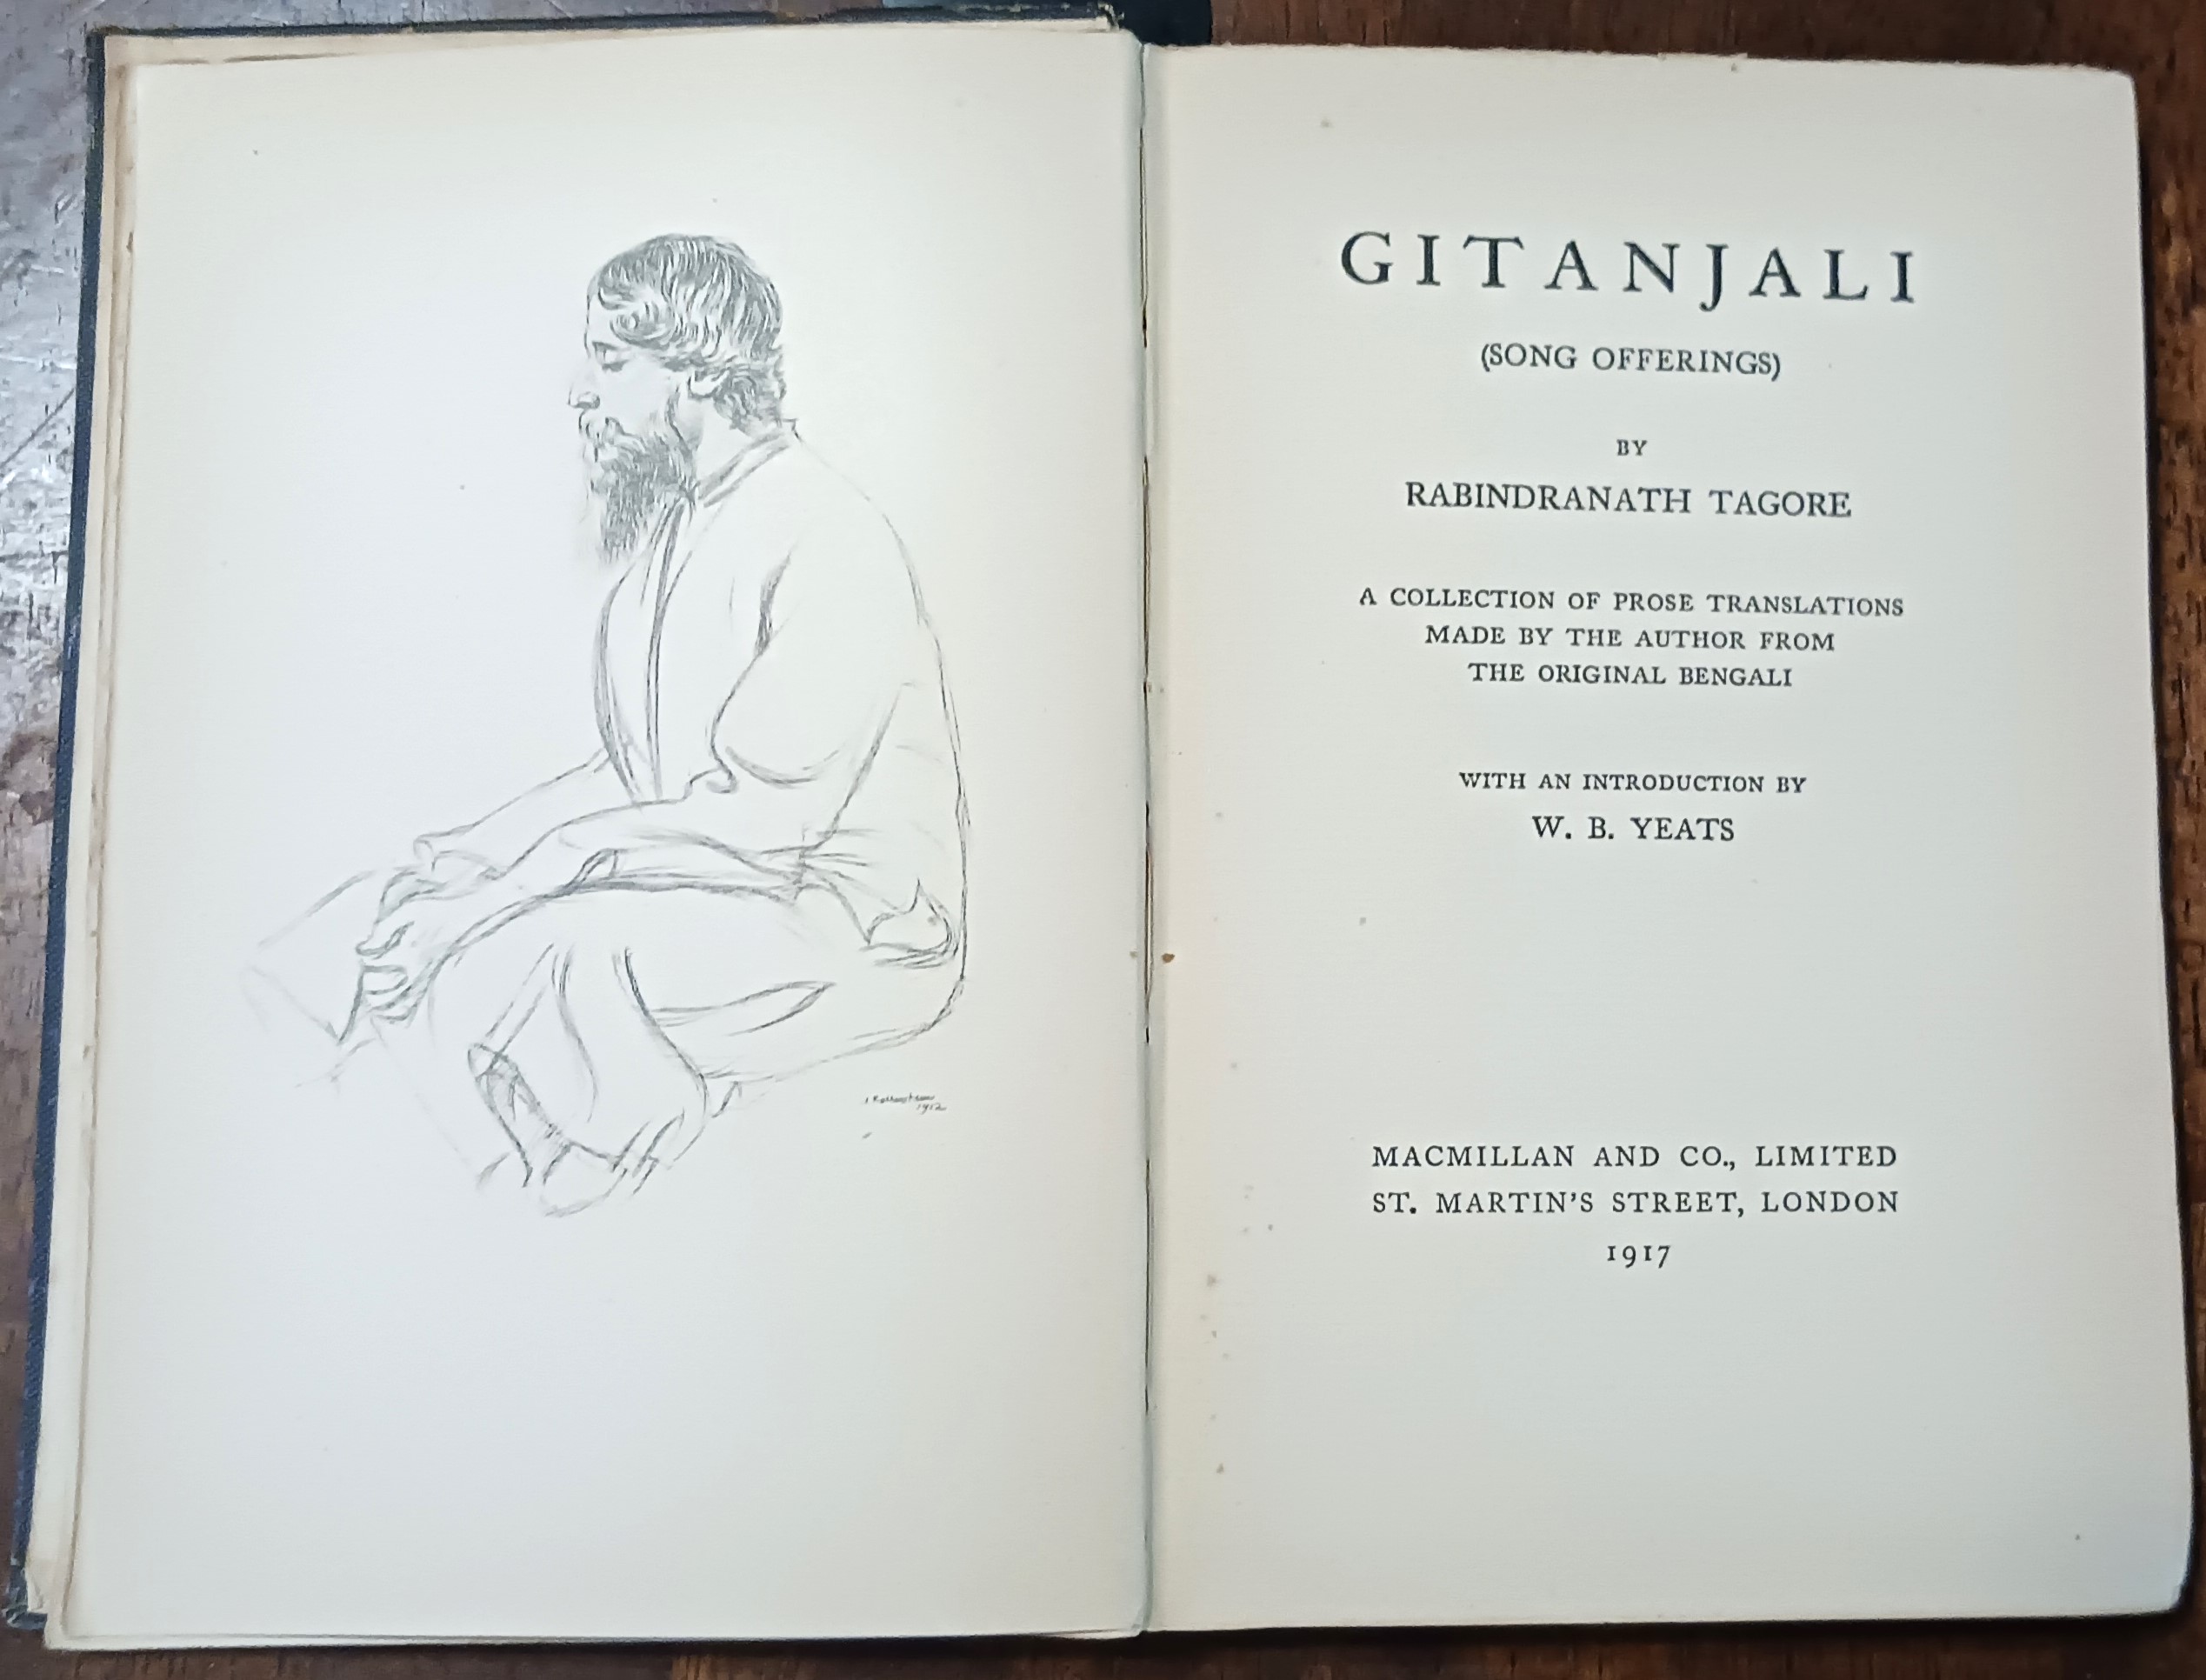 Rothenstein
1912
GITANJALI
(SONG OFFERINGS)
BY
RABINDRANATH TAGORE
A COLLECTION OF PROSE TRANSLATIONS
MADE BY THE AUTHOR FROM
THE ORIGINAL BENGALI
WITH AN INTRODUCTION BY
W. B. YEATS
MACMILLAN AND CO., LIMITED
ST. MARTIN'S STREET, LONDON
1917